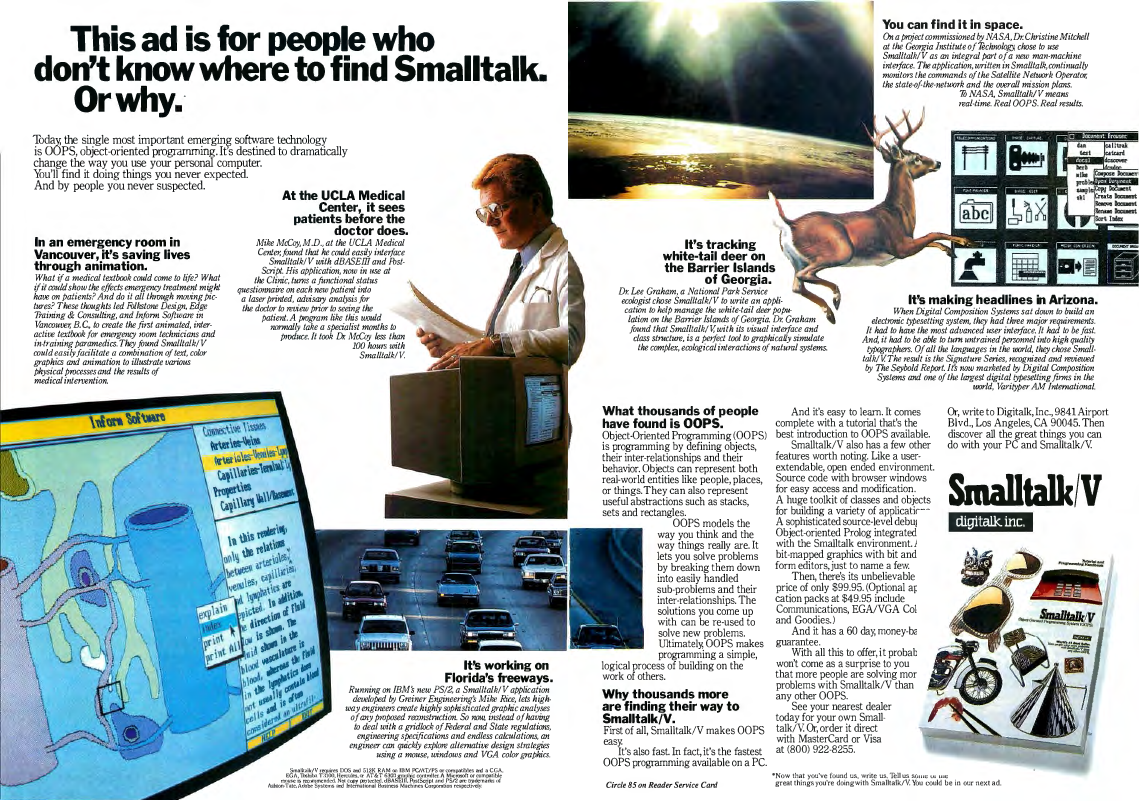 This ad is for people who
don't know where to find Smalltalk.
Or why.
Today, the single most important emerging software technology
is OOPS, object-oriented programming. It's destined to dramatically
change the way you use your personal computer.
You'll find it doing things you never expected.
And by people you never suspected.
In an emergency room in
Vancouver, it's saving lives
through animation.
What if a medical textbook could come to life? What
if it could show the effects emergency treatment might
have on patients? And do it all through moving pic-
tures? These thoughts led Folkstone Design, Edge
Training & Consulting, and Inform Software in
Vancouver, B.C., to create the first animated, inter-
active textbook for emergency room technicians and
in-training paramedics. They found Smalltalk/V
could easily facilitate a combination of text, color
graphics and animation to illustrate various
physical processes and the results of
medical intervention.
At the UCLA Medical
Center, it sees
patients before the
doctor does.
Mike McCoy, M.D., at the UCLA Medical
Center, found that he could easily interface
Smalltalk/V with dBASEIII and Post-
Script. His application, now in use at
the Clinic, turns a functional status
questionnaire on each new patient into
a laser printed, advisory analysis for
the doctor to review prior to seeing the
patient. A program like this would
normally take a specialist months to
produce. It took Dr. McCoy less than
100 hours with
Smalltalk/V.
Inform Software
Connective Tissues
Arteries-Veins
Arterioles-Venules-Lymp
Capillaries-Terminal Ly
Properties
Capillary Wall/Basement
In this rendering,
only the relations
between arterioles,
venules, capillaries,
and lymphatics are
depicted. In addition,
the direction of fluid
flow is shown. The
fluid shown in the
blood vasculature is
blood, whereas the fluid
in the lymphatics does
not usually contain blood
cells and is often
considered an ultrafil-
explain
index
print
print All
HELP
EXIT
It's working on
Florida's freeways.
Running on IBM's new PS/2, a Smalltalk/V application
developed by Greiner Engineering's Mike Rice, lets high-
way engineers create highly sophisticated graphic analyses
of any proposed reconstruction. So now, instead of having
to deal with a gridlock of Federal and State regulations,
engineering specifications and endless calculations, an
engineer can quickly explore alternative design strategies
using a mouse, windows and VGA color graphics.
Smalltalk/V requires DOS and 512K RAM on IBM PC/AT/PS or compatibles and a CGA,
EGA, Toshiba T3100, Hercules, or AT&T 6300 graphic controller. A Microsoft or compatible
mouse is recommended. Not copy protected. dBASEIII, PostScript and PS/2 are trademarks of
Ashton-Tate, Adobe Systems and International Business Machines Corporation respectively.
You can find it in space.
On a project commissioned by NASA, Dr. Christine Mitchell
at the Georgia Institute of Technology, chose to use
Smalltalk/V as an integral part of a new man-machine
interface. The application, written in Smalltalk, continually
monitors the commands of the Satellite Network Operator,
the state-of-the-network and the overall mission plans.
To NASA, Smalltalk/V means
real-time. Real OOPS. Real results.
Document Browser
abc
Compose Document
Open Document
Copy Document
Create Document
Remove Document
Rename Document
Sort Index
It's tracking
white-tail deer on
the Barrier Islands
of Georgia.
Dr. Lee Graham, a National Park Service
ecologist chose Smalltalk/V to write an appli-
cation to help manage the white-tail deer popu-
lation on the Barrier Islands of Georgia. Dr. Graham
found that Smalltalk/V, with its visual interface and
class structure, is a perfect tool to graphically simulate
the complex, ecological interactions of natural systems.
It's making headlines in Arizona.
When Digital Composition Systems sat down to build an
electronic typesetting system, they had three major requirements.
It had to have the most advanced user interface. It had to be fast.
And, it had to be able to turn untrained personnel into high quality
typographers. Of all the languages in the world, they chose Small-
talk/V. The result is the Signature Series, recognized and reviewed
by The Seybold Report. It's now marketed by Digital Composition
Systems and one of the largest digital typesetting firms in the
world, Varityper AM International.
What thousands of people
have found is OOPS.
Object-Oriented Programming (OOPS)
is programming by defining objects,
their inter-relationships and their
behavior. Objects can represent both
real-world entities like people, places,
or things. They can also represent
useful abstractions such as stacks,
sets and rectangles.
OOPS models the
way you think and the
way things really are. It
lets you solve problems
by breaking them down
into easily handled
sub-problems and their
inter-relationships. The
solutions you come up
with can be re-used to
solve new problems.
Ultimately, OOPS makes
programming a simple,
logical process of building on the
work of others.
Why thousands more
are finding their way to
Smalltalk/V.
First of all, Smalltalk/V makes OOPS
easy.
It's also fast. In fact, it's the fastest
OOPS programming available on a PC.
Circle 85 on Reader Service Card
And it's easy to learn. It comes
complete with a tutorial that's the
best introduction to OOPS available.
Smalltalk/V also has a few other
features worth noting. Like a user-
extendable, open ended environment.
Source code with browser windows
for easy access and modification.
A huge toolkit of classes and objects
for building a variety of applications
A sophisticated source-level debug
Object-oriented Prolog integrated
with the Smalltalk environment.
bit-mapped graphics with bit and
form editors, just to name a few.
Then, there's its unbelievable
price of only $99.95. (Optional ap
cation packs at $49.95 include
Communications, EGA/VGA Col
and Goodies.)
And it has a 60 day, money-ba
guarantee.
With all this to offer, it probab
won't come as a surprise to you
that more people are solving mor
problems with Smalltalk/V than
any other OOPS.
See your nearest dealer
today for your own Small-
talk/V. Or, order it direct
with MasterCard or Visa
at (800) 922-8255.
Or, write to Digitalk, Inc., 9841 Airport
Blvd., Los Angeles, CA 90045. Then
discover all the great things you can
do with your PC and Smalltalk/V.
Smalltalk/V
digitalk inc.
Tutorial and
Programming Handbook
Smalltalk/V
*Now that you've found us, write us. Tell us some of the
great things you're doing with Smalltalk/V. You could be in our next ad.